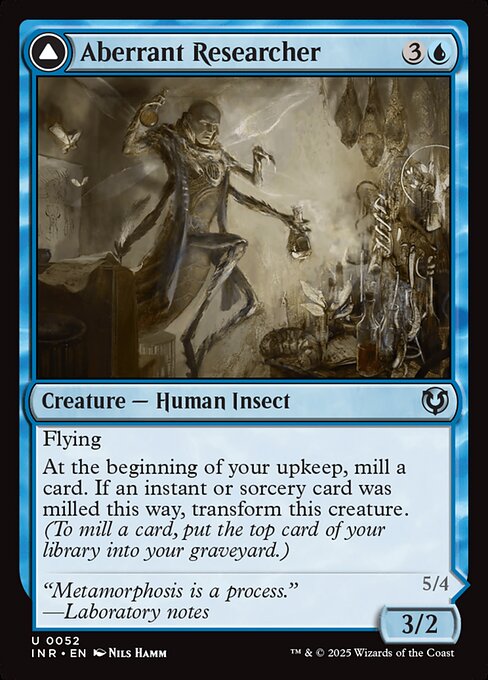 Aberrant Researcher 3
Creature — Human Insect
Flying
At the beginning of your upkeep, mill a
card. If an instant or sorcery card was
milled this way, transform this creature.
(To mill a card, put the top card of your
library into your graveyard.)
“Metamorphosis is a process.”
—Laboratory notes
5/4
3/2
U 0052
INR • EN Nils Hamm
™ & © 2025 Wizards of the Coast